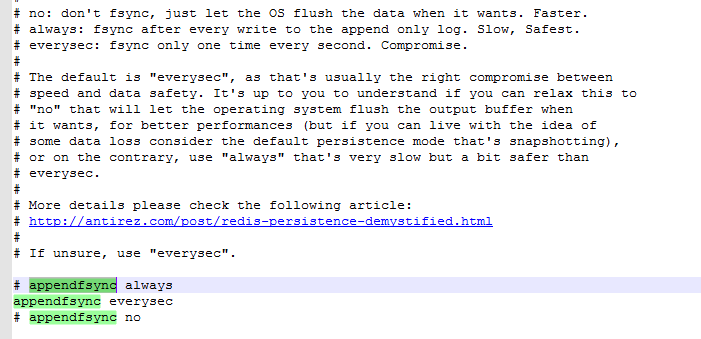 # no: don't fsync, just let the OS flush the data when it wants. Faster.
# always: fsync after every write to the append only log. Slow, Safest.
# everysec: fsync only one time every second. Compromise.
#
# The default is "everysec", as that's usually the right compromise between
# speed and data safety. It's up to you to understand if you can relax this to
# "no" that will let the operating system flush the output buffer when
# it wants, for better performances (but if you can live with the idea of
# some data loss consider the default persistence mode that's snapshotting),
# or on the contrary, use "always" that's very slow but a bit safer than
# everysec.
#
# More details please check the following article:
# http://antirez.com/post/redis-persistence-demystified.html
#
# If unsure, use "everysec".

# appendfsync always
appendfsync everysec
# appendfsync no